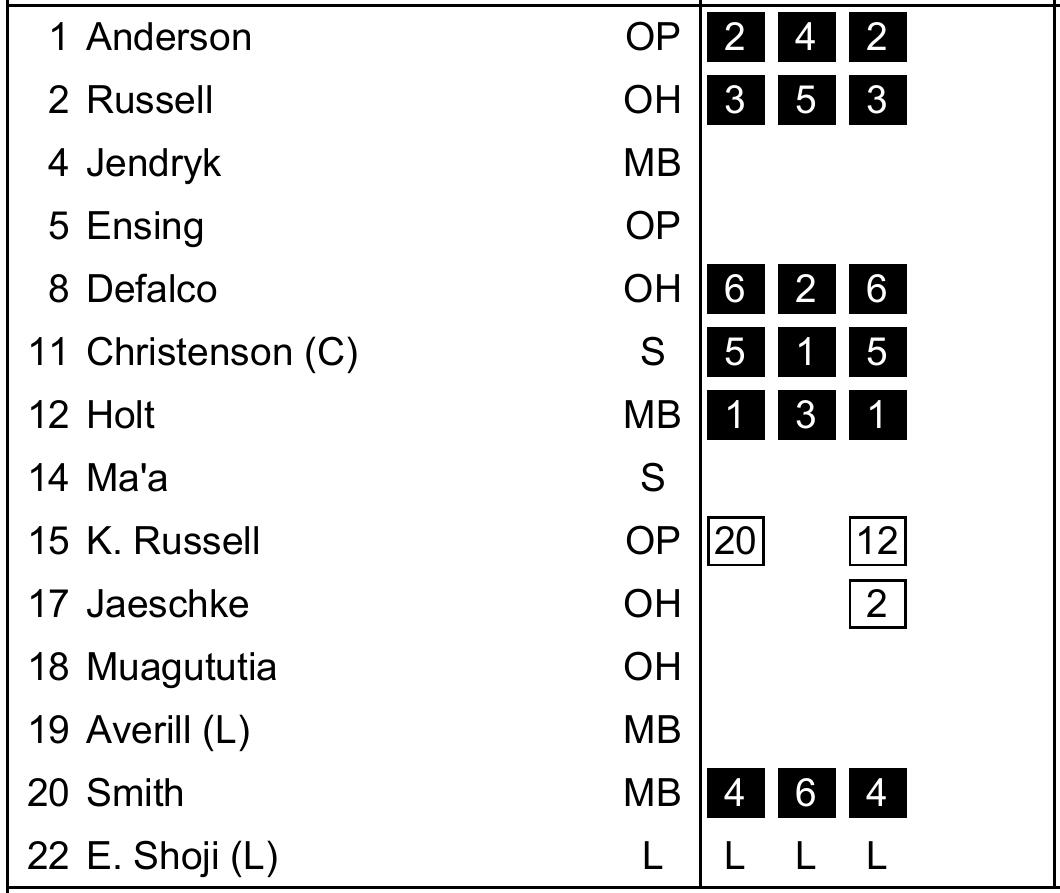 1 Anderson OP 2 4 2
2 Russell OH 3 5 3
4 Jendryk MB
5 Ensing OP
8 Defalco OH 6 2 6
11 Christenson (C) S 5 1 5
12 Holt MB 1 3 1
14 Ma'a S
15 K. Russell OP 20 12
17 Jaeschke OH 2
18 Muagututia OH
19 Averill (L) MB
20 Smith MB 4 6 4
22 E. Shoji (L) L L L L